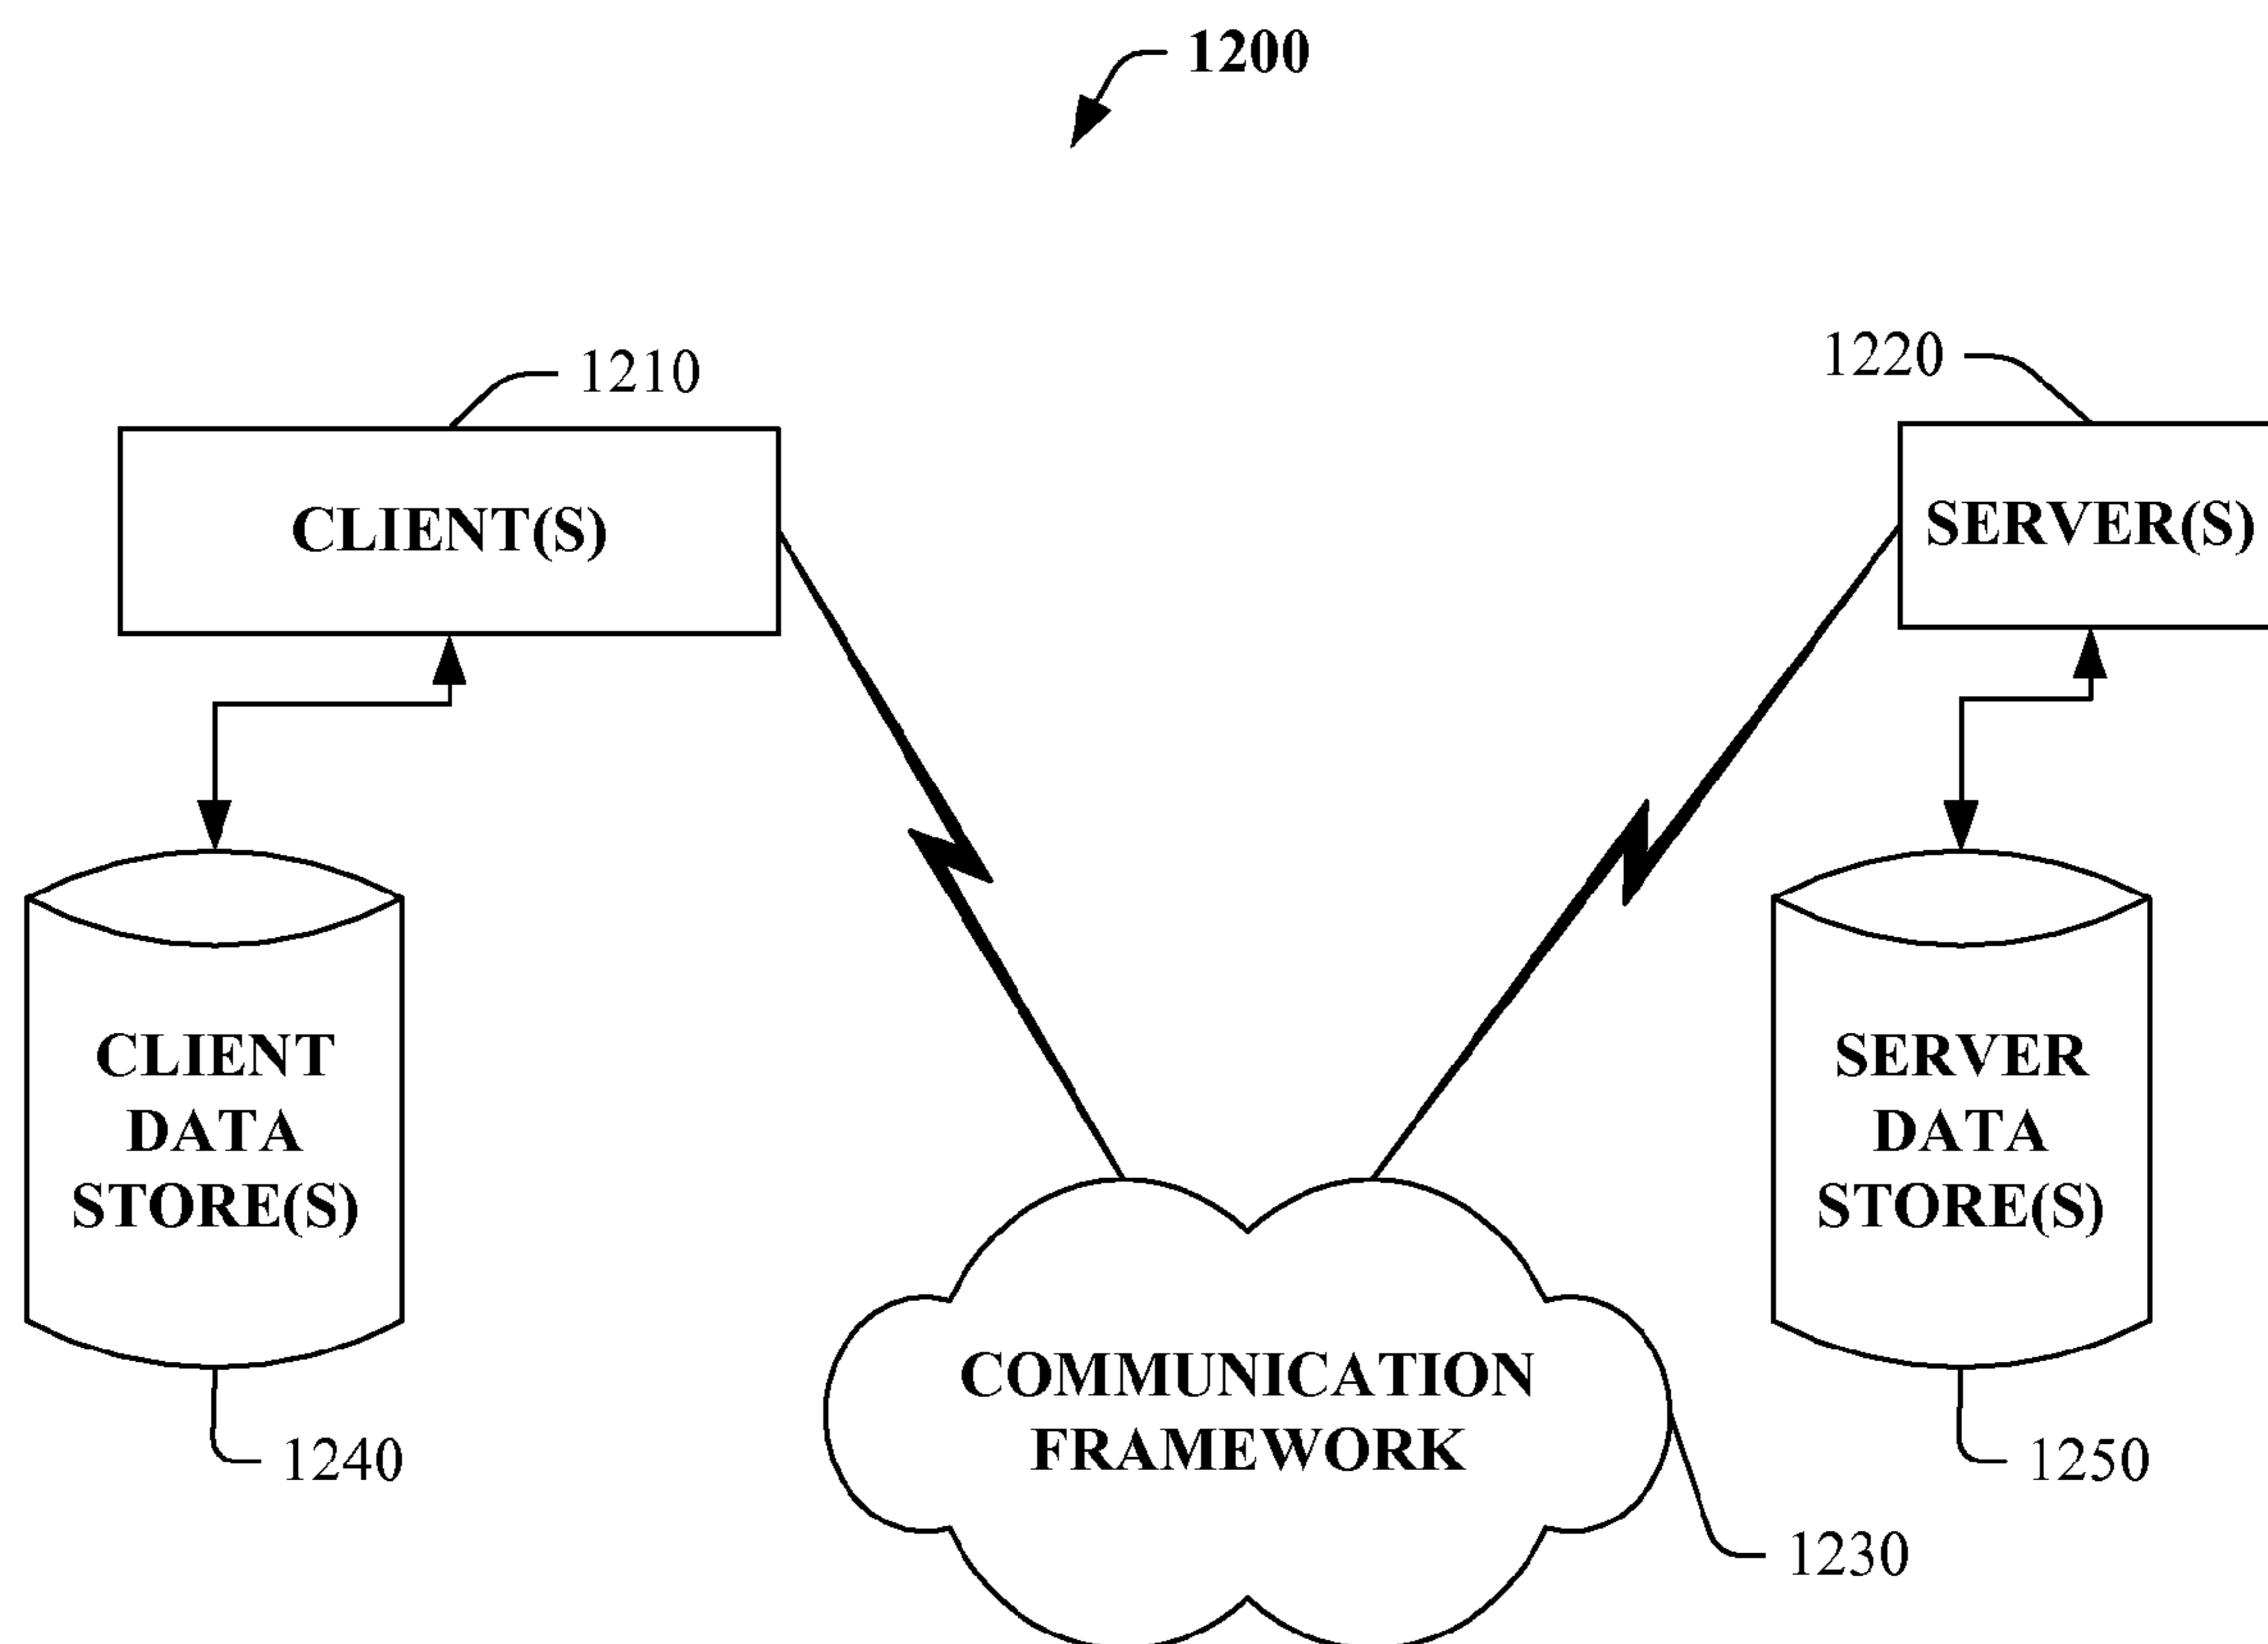 1200
1210
1220
CLIENT(S)
SERVER(S)
CLIENT
DATA
STORE(S)
SERVER
DATA
STORE(S)
COMMUNICATION
FRAMEWORK
1240
1250
1230